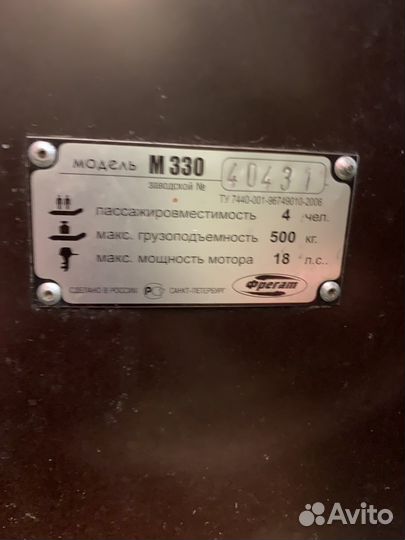 модель М 330 40431
заводской №
ТУ 7440-001-96749010-2006
пассажировместимость 4 чел.
макс. грузоподъемность 500 кг.
макс. мощность мотора 18 л.с..
СДЕЛАНО В РОССИИ РС САНКТ-ПЕТЕРБУРГ Фрегат
Avito